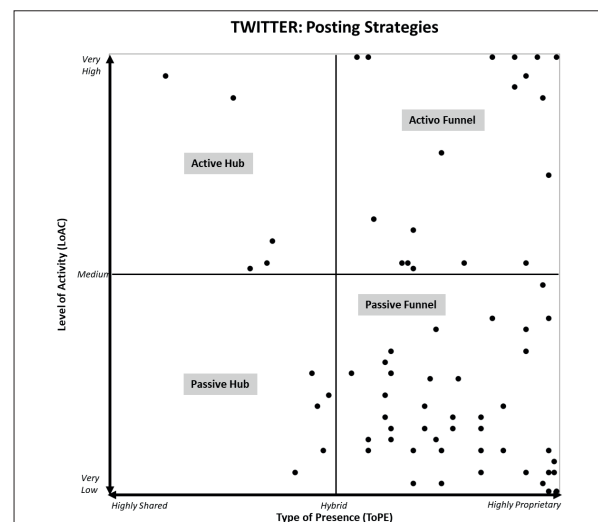 TWITTER: Posting Strategies
Very
High
Activo Funnel
Active Hub
Level of Activity (LoAC)
Medium
Passive Funnel
Passive Hub
Very
Low
Highly Shared
Hybrid
Highly Proprietary
Type of Presence (ToPE)